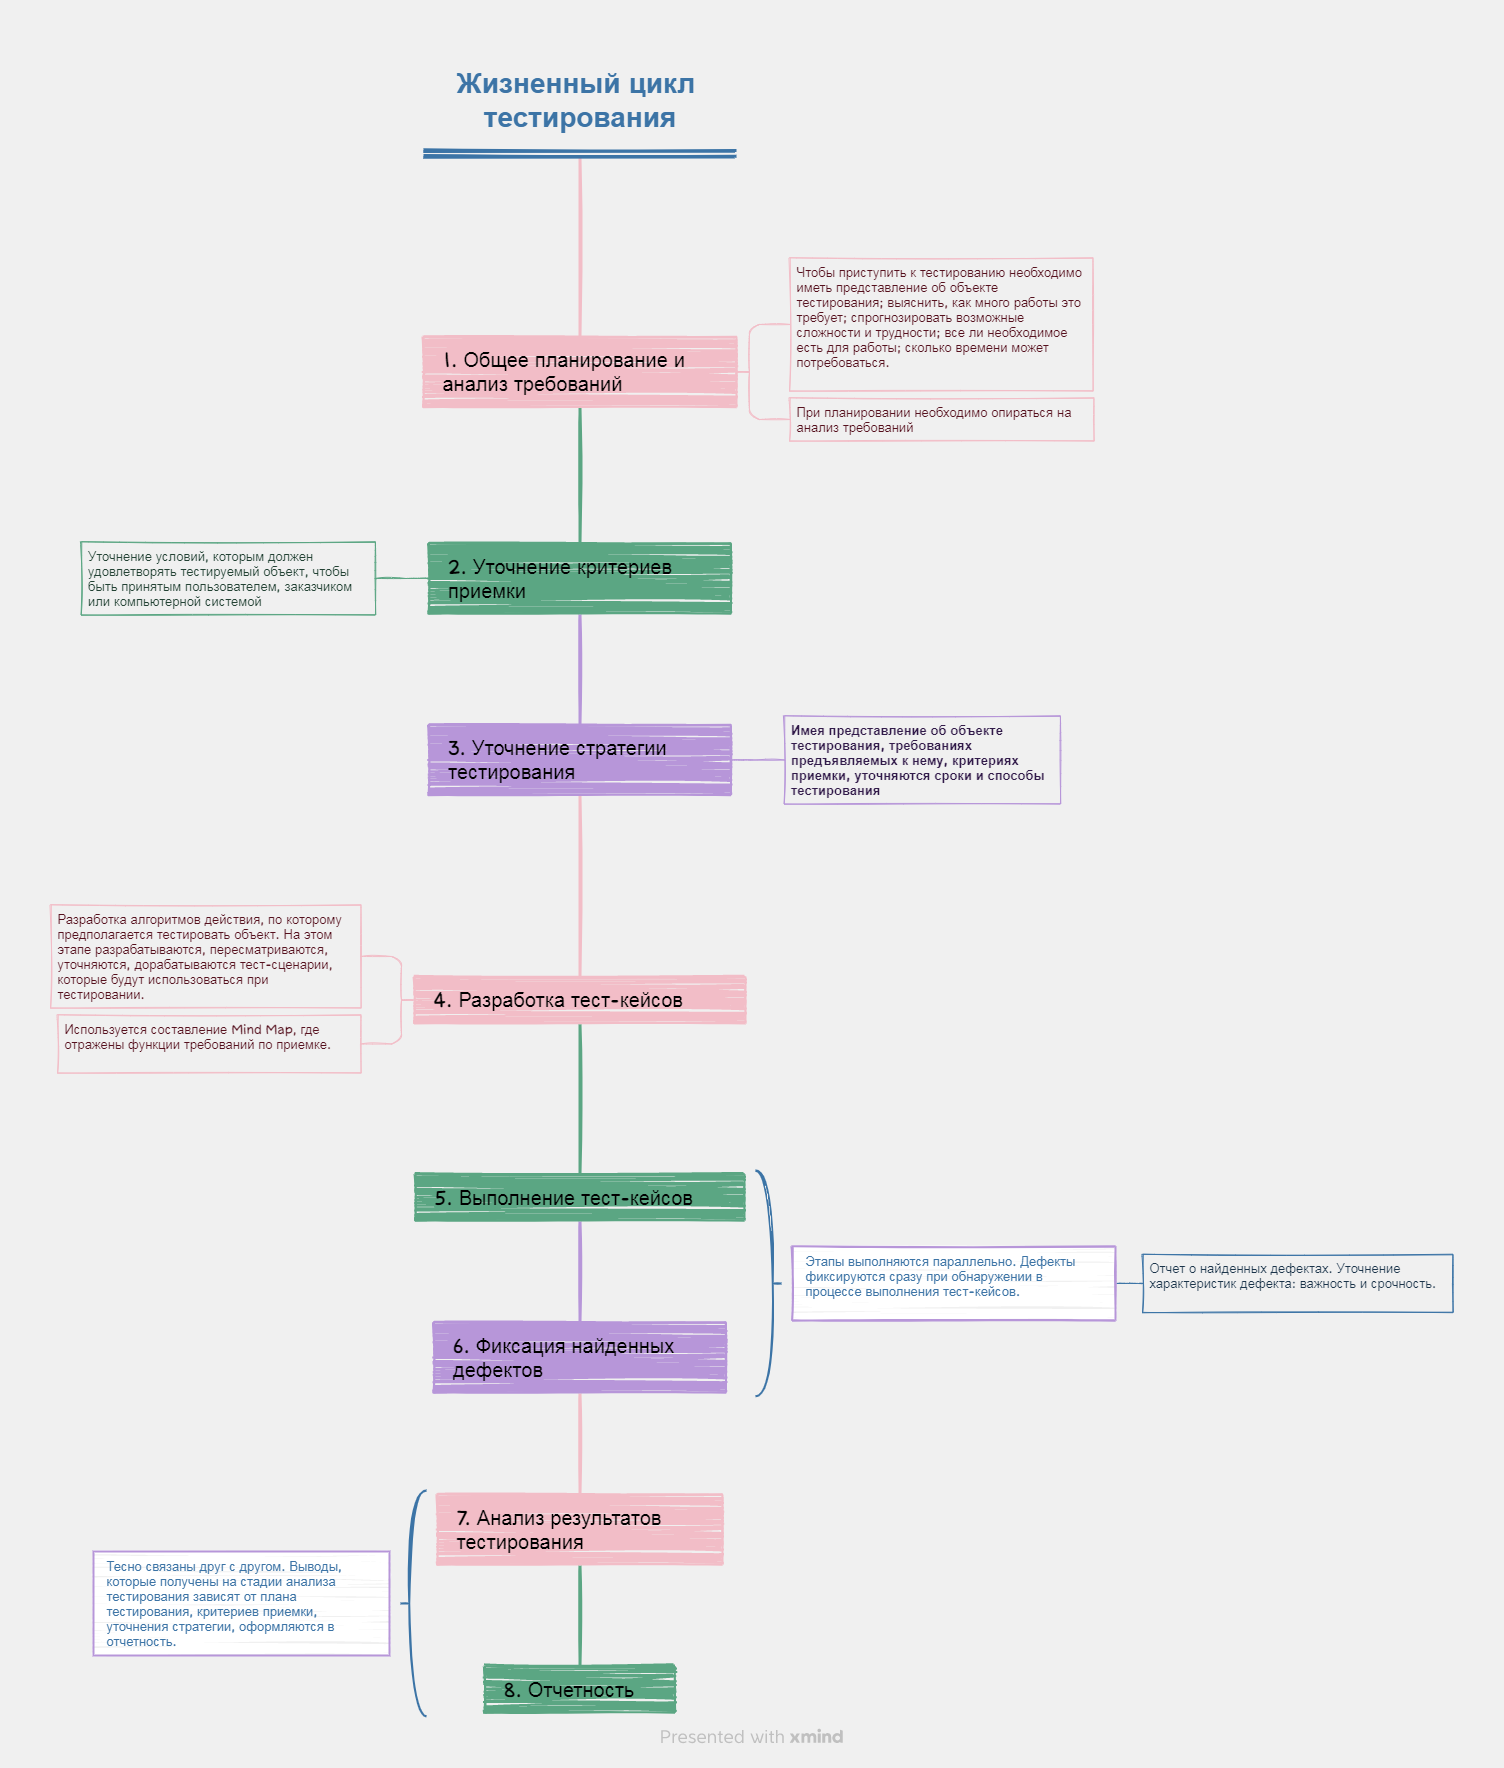 Жизненный цикл
тестирования
Чтобы приступить к тестированию необходимо
иметь представление об объекте
тестирования; выяснить, как много работы это
требует; спрогнозировать возможные
сложности и трудности; все ли необходимое
есть для работы; сколько времени может
потребоваться.
1. Общее планирование и
анализ требований
При планировании необходимо опираться на
анализ требований
Уточнение условий, которым должен
удовлетворять тестируемый объект, чтобы
быть принятым пользователем, заказчиком
или компьютерной системой
2. Уточнение критериев
приемки
3. Уточнение стратегии
тестирования
Имея представление об объекте
тестирования, требованиях
предъявляемых к нему, критериях
приемки, уточняются сроки и способы
тестирования
Разработка алгоритмов действия, по которому
предполагается тестировать объект. На этом
этапе разрабатываются, пересматриваются,
уточняются, дорабатываются тест-сценарии,
которые будут использоваться при
тестировании.
4. Разработка тест-кейсов
Используется составление Mind Map, где
отражены функции требований по приемке.
5. Выполнение тест-кейсов
Этапы выполняются параллельно. Дефекты
фиксируются сразу при обнаружении в
процессе выполнения тест-кейсов.
Отчет о найденных дефектах. Уточнение
характеристик дефекта: важность и срочность.
6. Фиксация найденных
дефектов
7. Анализ результатов
тестирования
Тесно связаны друг с другом. Выводы,
которые получены на стадии анализа
тестирования зависят от плана
тестирования, критериев приемки,
уточнения стратегии, оформляются в
отчетность.
8. Отчетность
Presented with xmind